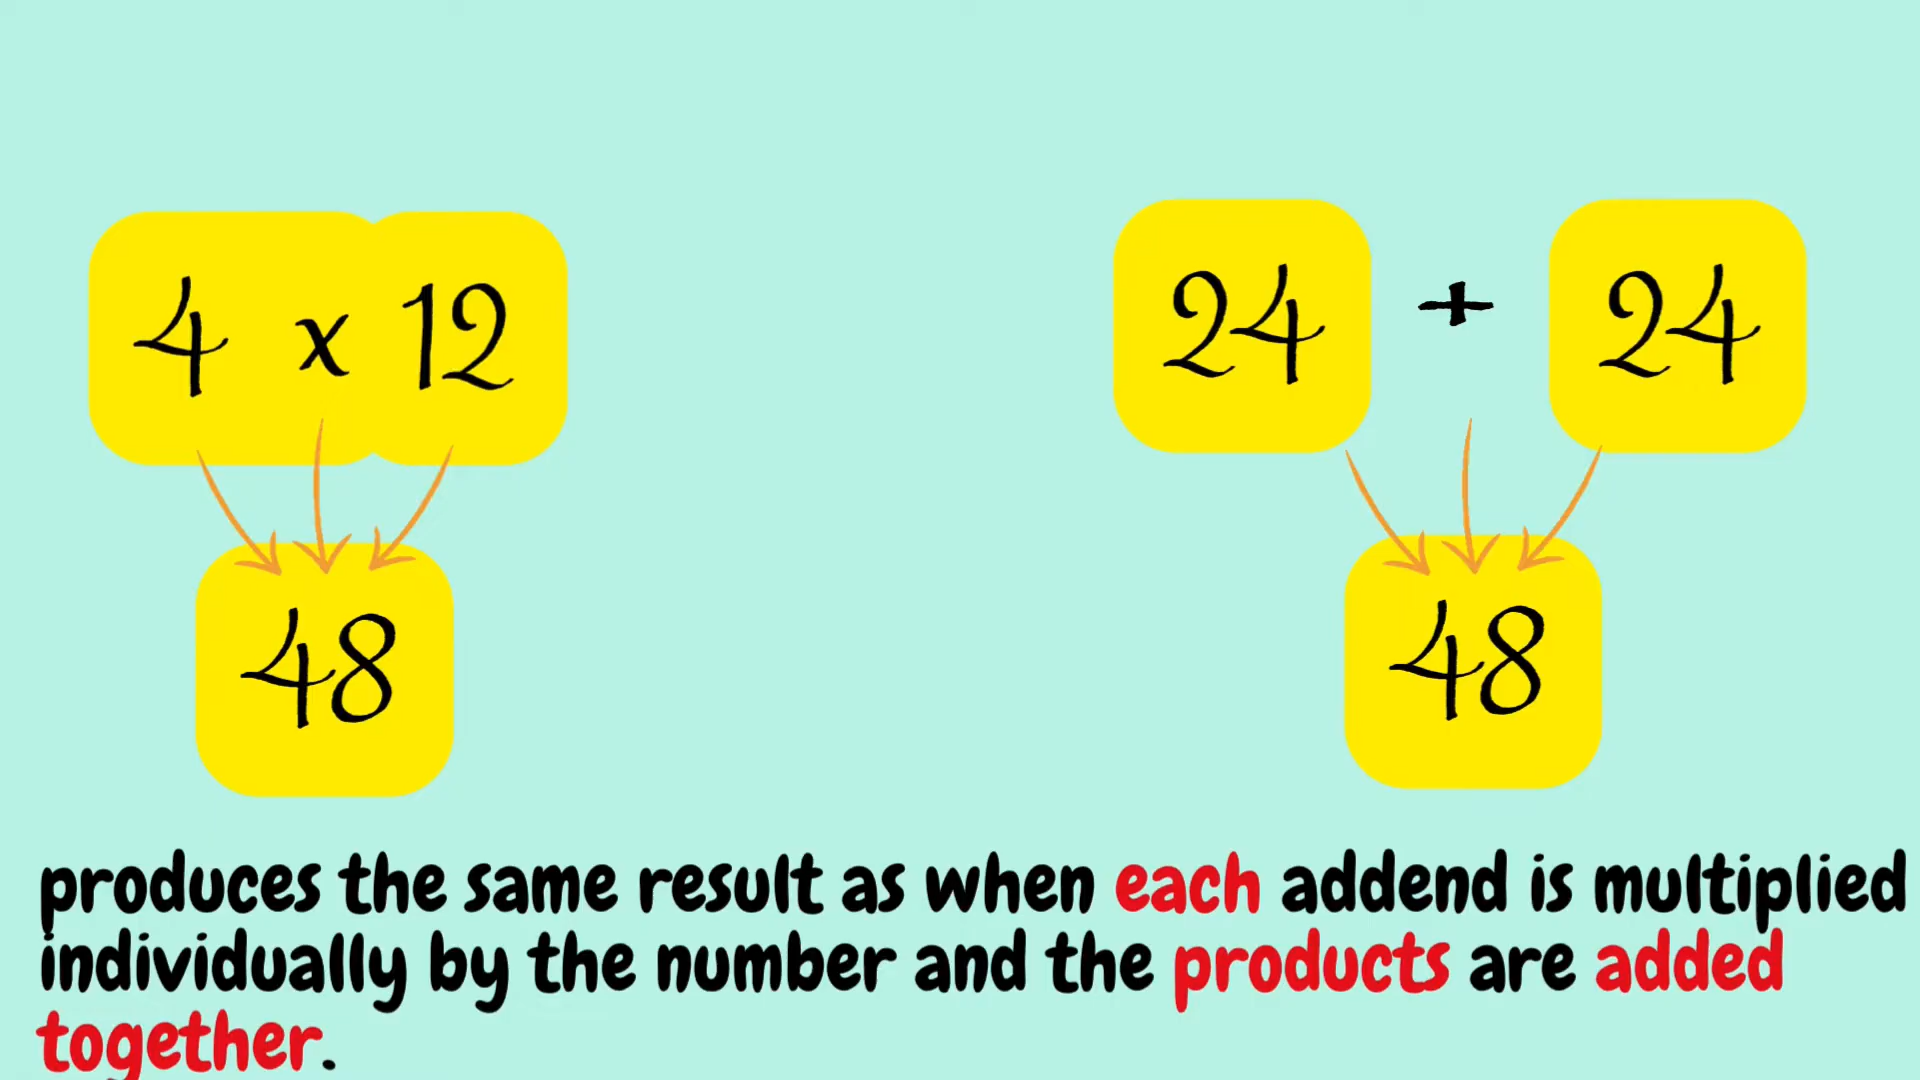 4 x 12
24 + 24
48
48
produces the same result as when each addend is multiplied
individually by the number and the products are added
together.